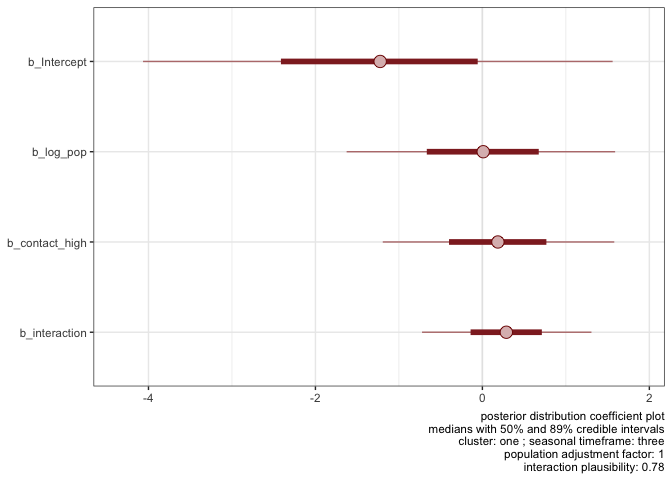 b_Intercept
b_log_pop
b_contact_high
b_interaction
-4 -2 0 2
posterior distribution coefficient plot
medians with 50% and 89% credible intervals
cluster: one ; seasonal timeframe: three
population adjustment factor: 1
interaction plausibility: 0.78